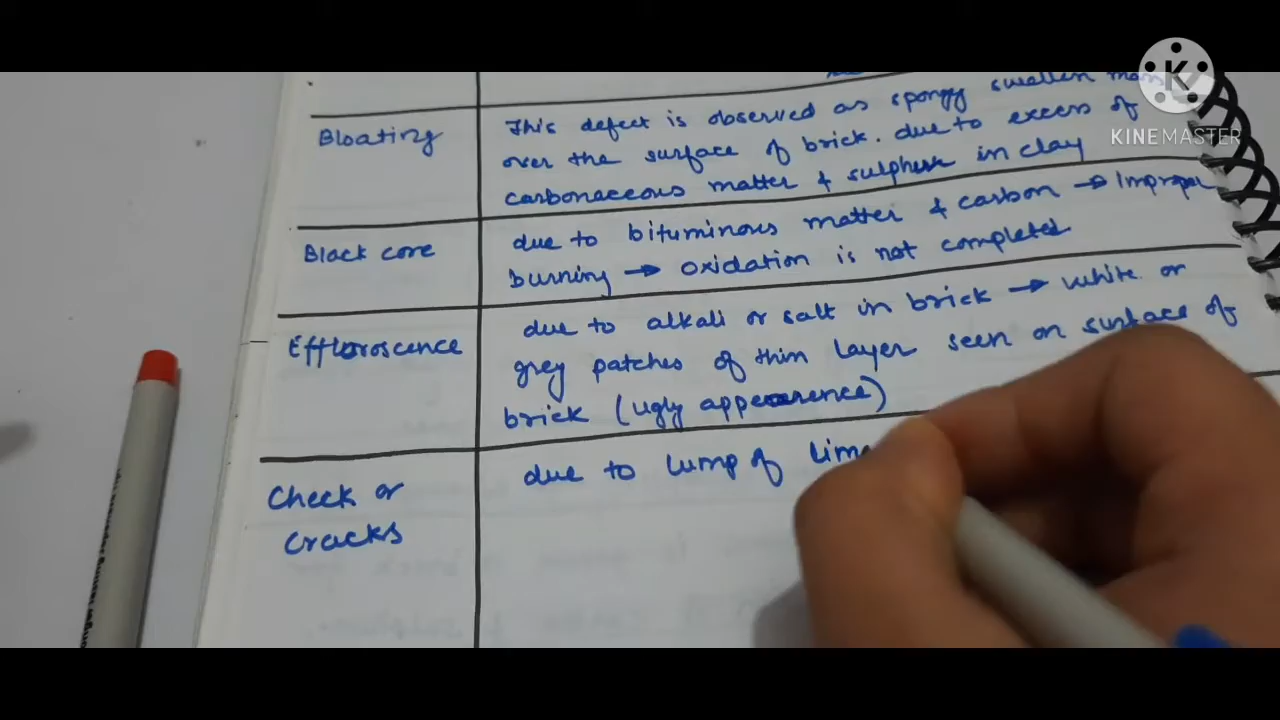 K
KINEMASTER
Bloating
This defect is observed as spongy swollen
over the surface of brick. due to excess of
carbonaceous matter & sulpher in clay
Black core
due to bituminous matter & carbon → Improper
burning → oxidation is not completed
Effloroscence
due to alkali or salt in brick → white or
grey patches of thin layer seen on surface of
brick (ugly appearence)
Check or
cracks
due to lump of lime